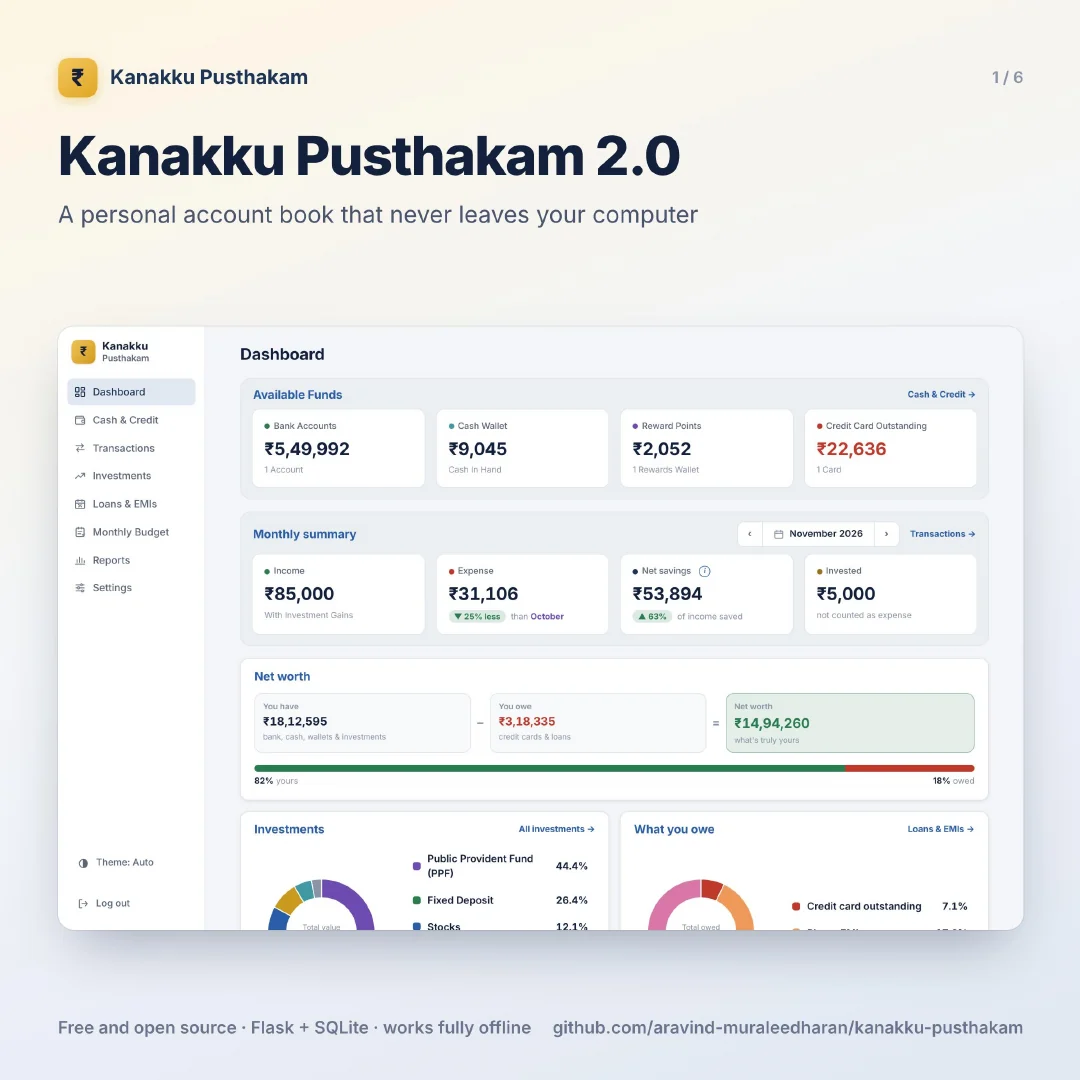 ₹ Kanakku Pusthakam
1 / 6
Kanakku Pusthakam 2.0
A personal account book that never leaves your computer
₹ Kanakku
Pusthakam
Dashboard
Cash & Credit
Transactions
Investments
Loans & EMIs
Monthly Budget
Reports
Settings
Theme: Auto
Log out
Dashboard
Available Funds
Cash & Credit →
Bank Accounts
₹5,49,992
1 Account
Cash Wallet
₹9,045
Cash in Hand
Reward Points
₹2,052
1 Rewards Wallet
Credit Card Outstanding
₹22,636
1 Card
Monthly summary
‹ November 2026 ›
Transactions →
Income
₹85,000
With Investment Gains
Expense
₹31,106
▼ 25% less than October
Net savings i
₹53,894
▲ 63% of income saved
Invested
₹5,000
not counted as expense
Net worth
You have
₹18,12,595
bank, cash, wallets & investments
–
You owe
₹3,18,335
credit cards & loans
=
Net worth
₹14,94,260
what's truly yours
82% yours
18% owed
Investments
All investments →
Total value
Public Provident Fund
(PPF)
44.4%
Fixed Deposit 26.4%
Stocks 12.1%
What you owe
Loans & EMIs →
Total owed
Credit card outstanding 7.1%
Free and open source · Flask + SQLite · works fully offline
github.com/aravind-muraleedharan/kanakku-pusthakam